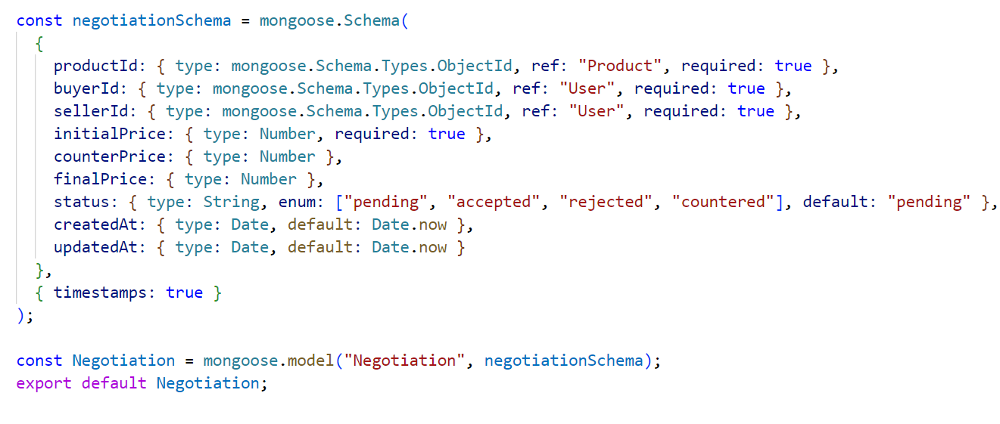 const negotiationSchema = mongoose.Schema(
  {
    productId: { type: mongoose.Schema.Types.ObjectId, ref: "Product", required: true },
    buyerId: { type: mongoose.Schema.Types.ObjectId, ref: "User", required: true },
    sellerId: { type: mongoose.Schema.Types.ObjectId, ref: "User", required: true },
    initialPrice: { type: Number, required: true },
    counterPrice: { type: Number },
    finalPrice: { type: Number },
    status: { type: String, enum: ["pending", "accepted", "rejected", "countered"], default: "pending" },
    createdAt: { type: Date, default: Date.now },
    updatedAt: { type: Date, default: Date.now }
  },
  { timestamps: true }
);

const Negotiation = mongoose.model("Negotiation", negotiationSchema);
export default Negotiation;